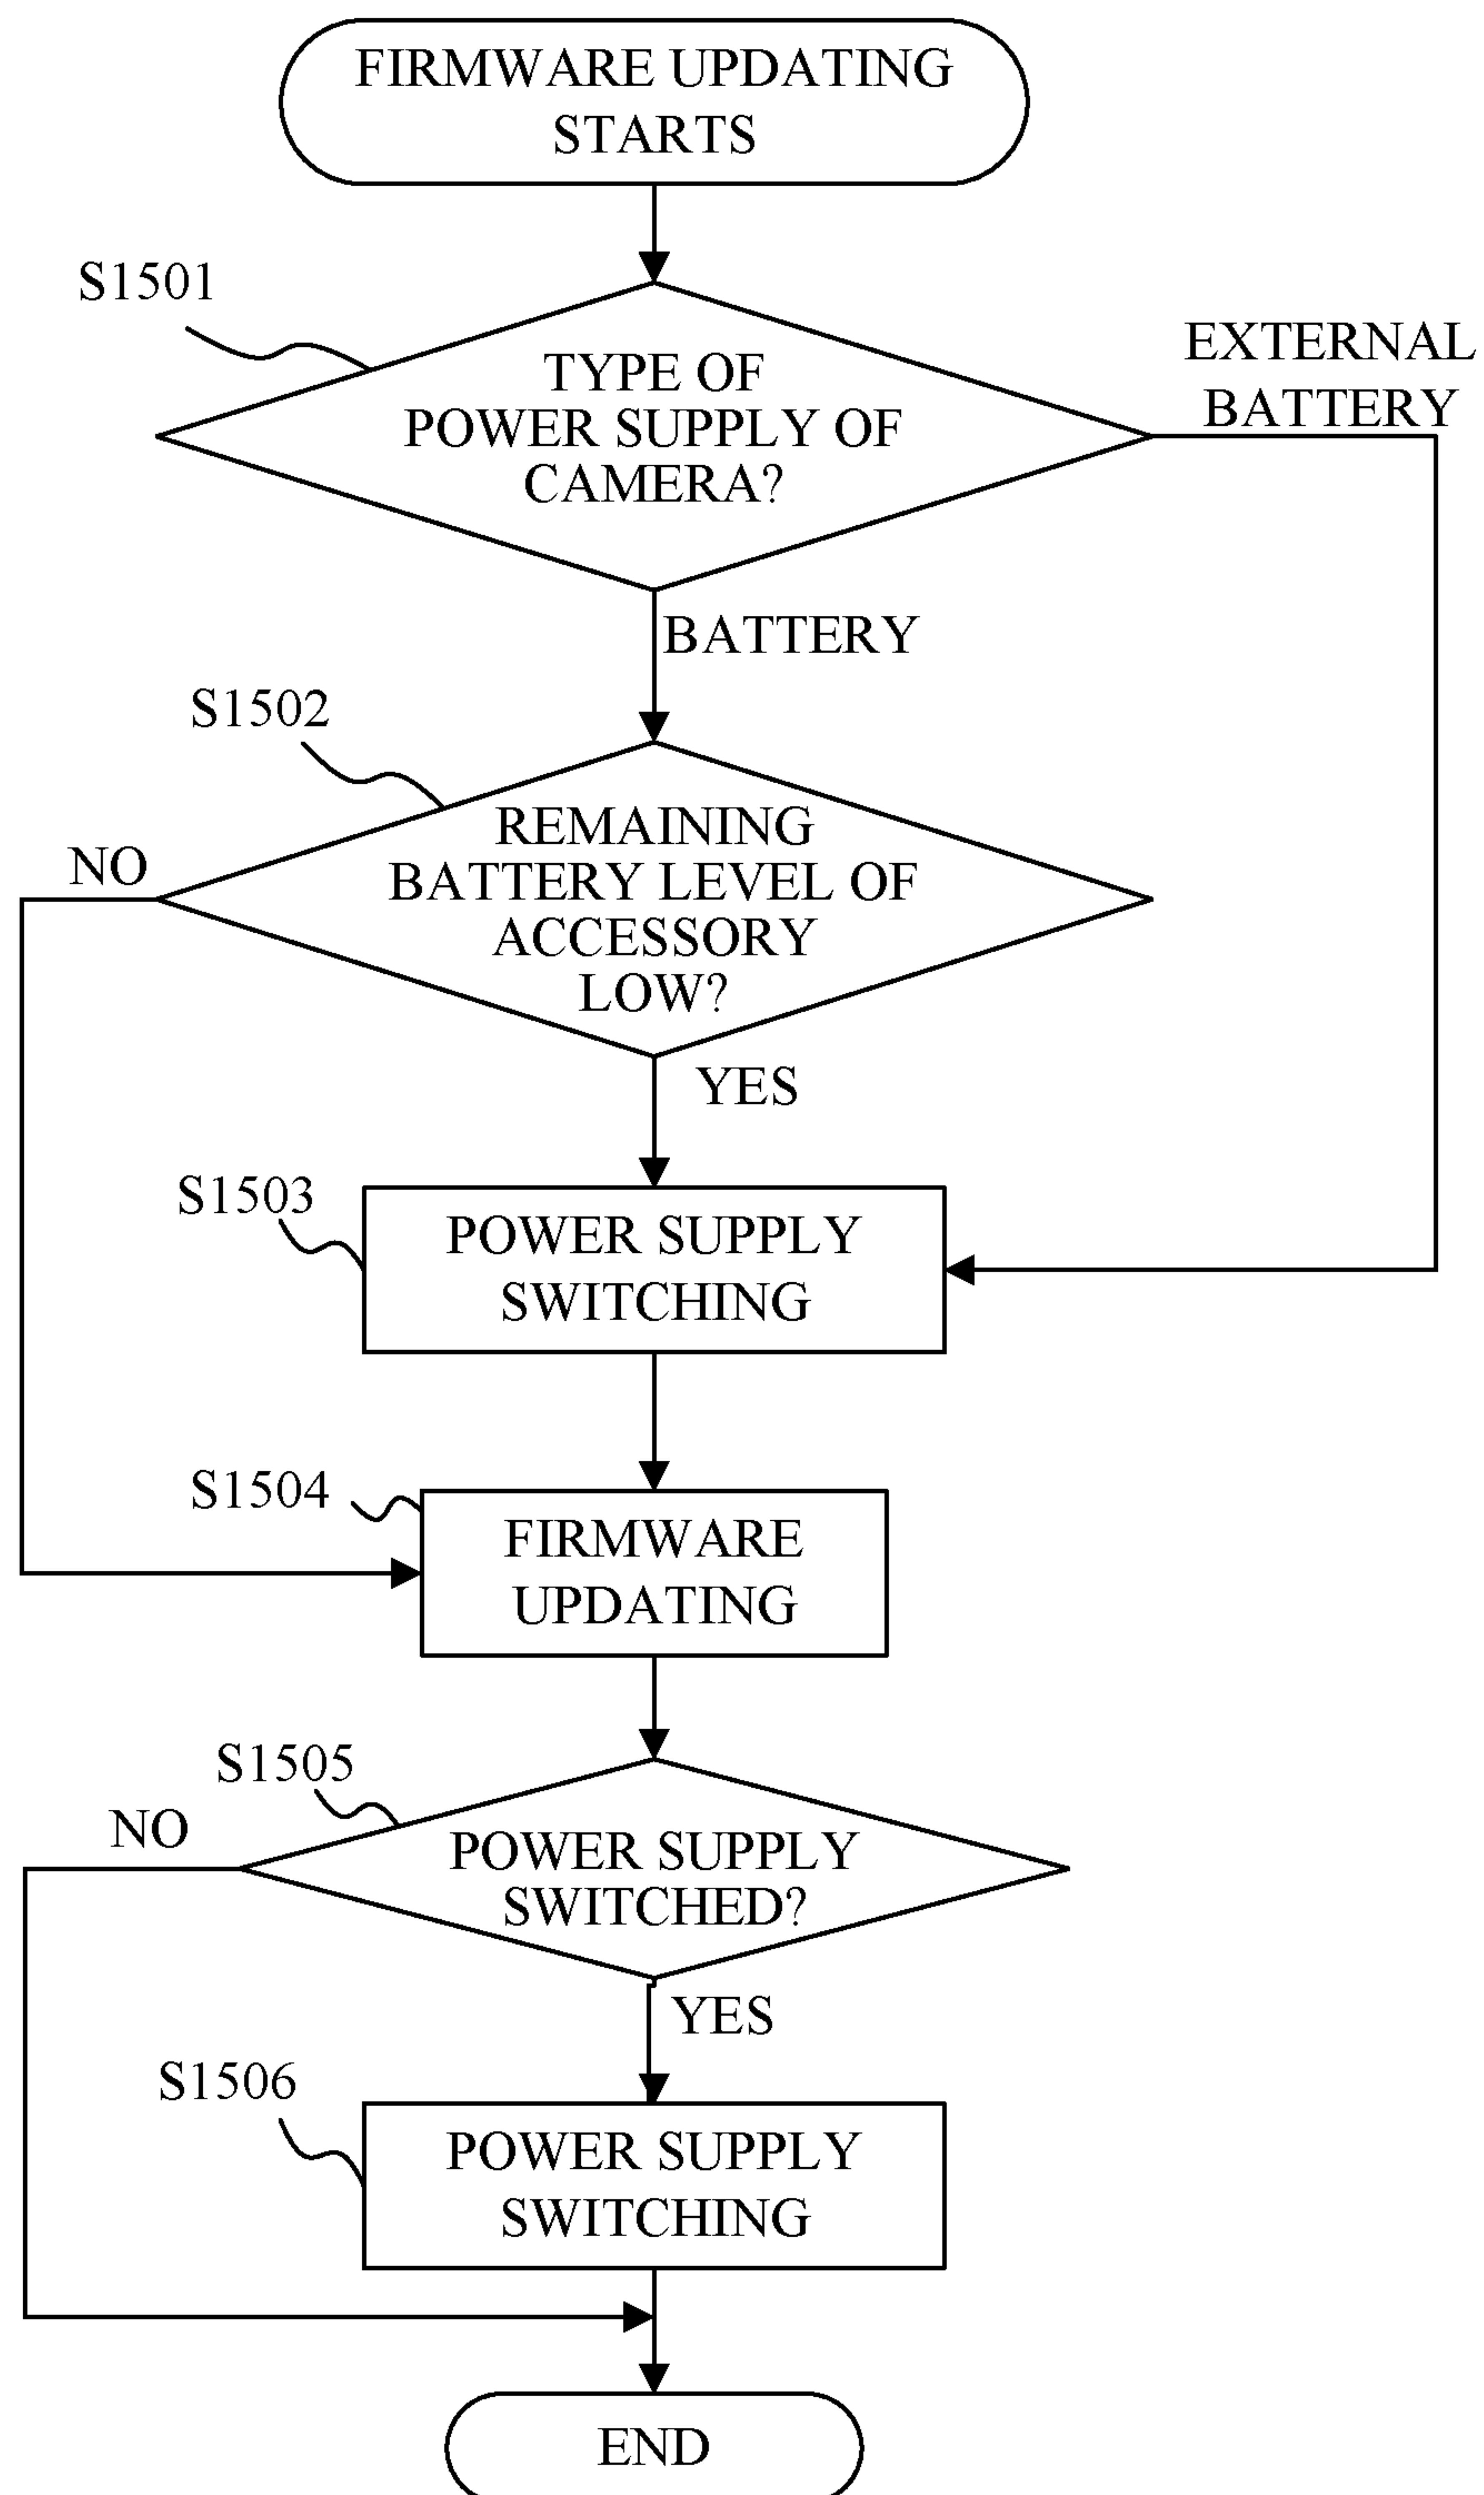 FIRMWARE UPDATING
STARTS
S1501
TYPE OF
POWER SUPPLY OF
CAMERA?
EXTERNAL
BATTERY
BATTERY
S1502
REMAINING
BATTERY LEVEL OF
ACCESSORY
LOW?
NO
YES
S1503
POWER SUPPLY
SWITCHING
S1504
FIRMWARE
UPDATING
S1505
NO
POWER SUPPLY
SWITCHED?
YES
S1506
POWER SUPPLY
SWITCHING
END